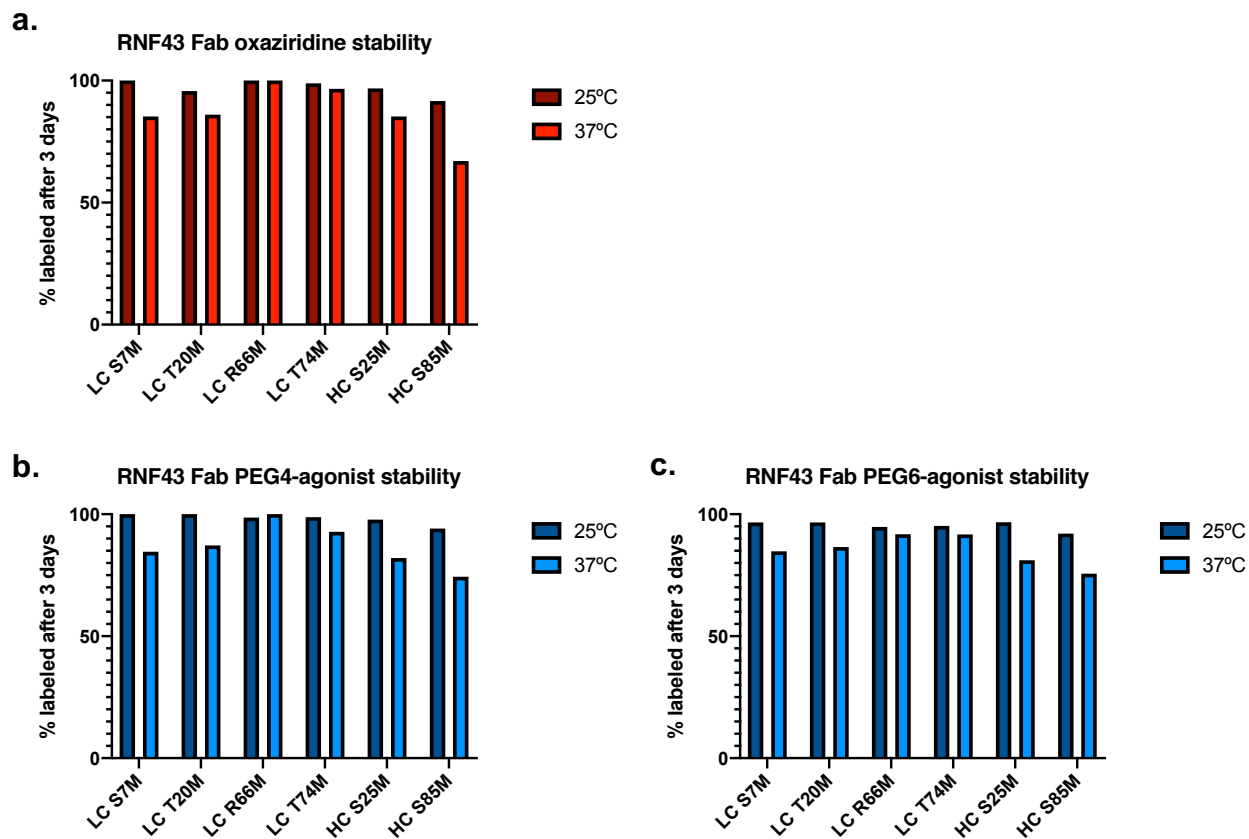 a.
RNF43 Fab oxaziridine stability
% labeled after 3 days
100
50
0
LC S7M
LC T20M
LC R66M
LC T74M
HC S25M
HC S85M
25ºC
37ºC
b.
RNF43 Fab PEG4-agonist stability
% labeled after 3 days
100
50
0
LC S7M
LC T20M
LC R66M
LC T74M
HC S25M
HC S85M
25ºC
37ºC
c.
RNF43 Fab PEG6-agonist stability
% labeled after 3 days
100
50
0
LC S7M
LC T20M
LC R66M
LC T74M
HC S25M
HC S85M
25ºC
37ºC